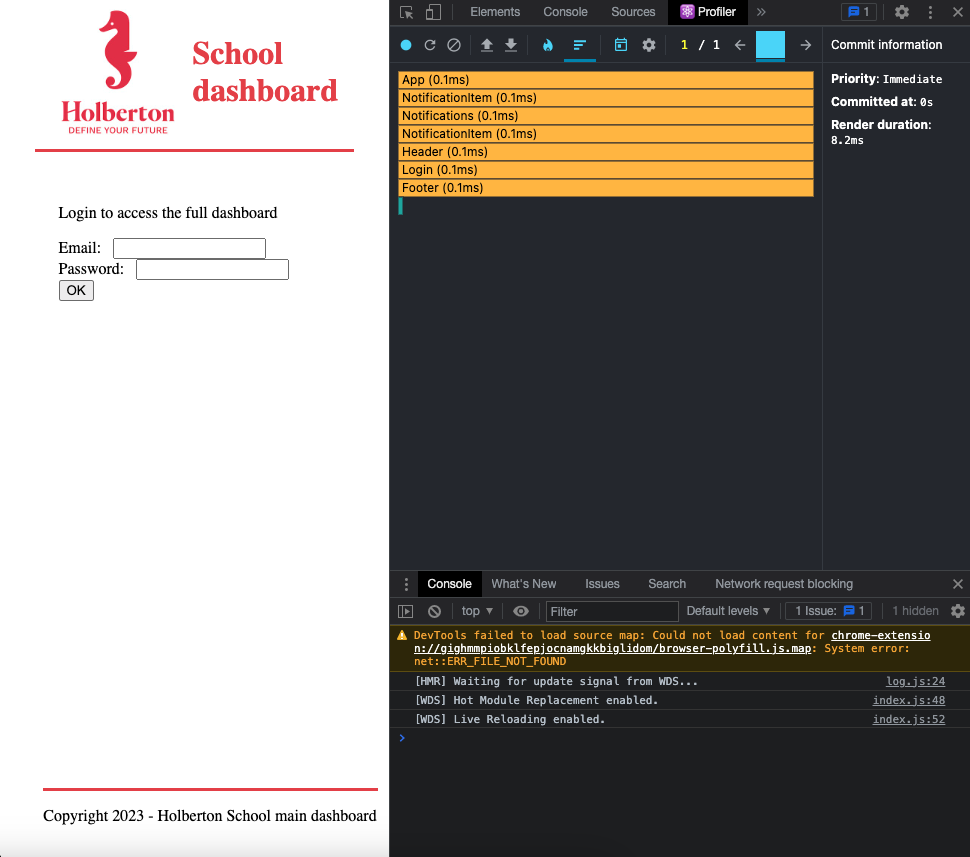 Holberton
DEFINE YOUR FUTURE
School
dashboard
Login to access the full dashboard
Email:
Password:
OK
Copyright 2023 - Holberton School main dashboard
Elements
Console
Sources
Profiler
1
1 / 1
Commit information
App (0.1ms)
NotificationItem (0.1ms)
Notifications (0.1ms)
NotificationItem (0.1ms)
Header (0.1ms)
Login (0.1ms)
Footer (0.1ms)
Priority: Immediate
Committed at: 0s
Render duration:
8.2ms
Console
What's New
Issues
Search
Network request blocking
top
Filter
Default levels
1 Issue:
1
1 hidden
DevTools failed to load source map: Could not load content for chrome-extensio
n://gighmmpiobklfepjocnamgkkbiglidom/browser-polyfill.js.map: System error:
net::ERR_FILE_NOT_FOUND
[HMR] Waiting for update signal from WDS... log.js:24
[WDS] Hot Module Replacement enabled. index.js:48
[WDS] Live Reloading enabled. index.js:52